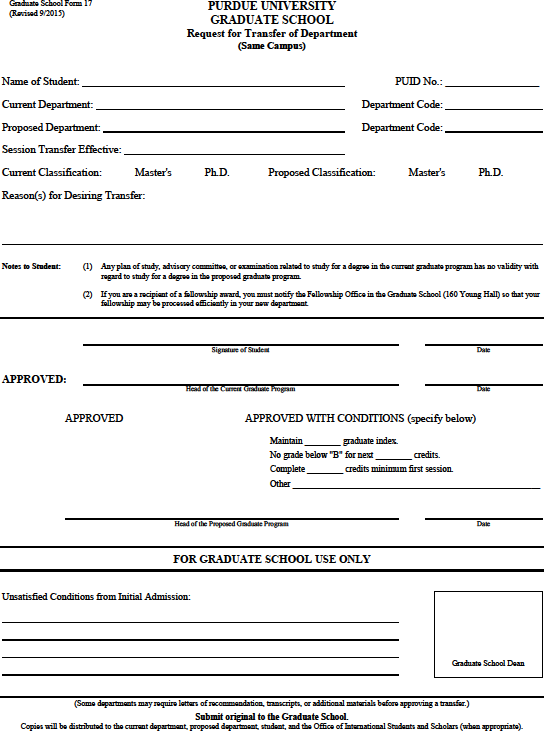 Graduate School Form 17
(Revised 9/2015)
PURDUE UNIVERSITY
GRADUATE SCHOOL
Request for Transfer of Department
(Same Campus)
Name of Student: PUID No.:
Current Department: Department Code:
Proposed Department: Department Code:
Session Transfer Effective:
Current Classification: Master's Ph.D. Proposed Classification: Master's Ph.D.
Reason(s) for Desiring Transfer:
Notes to Student: (1) Any plan of study, advisory committee, or examination related to study for a degree in the current graduate program has no validity with
regard to study for a degree in the proposed graduate program.
(2) If you are a recipient of a fellowship award, you must notify the Fellowship Office in the Graduate School (160 Young Hall) so that your
fellowship may be processed efficiently in your new department.
Signature of Student Date
APPROVED:
Head of the Current Graduate Program Date
APPROVED APPROVED WITH CONDITIONS (specify below)
Maintain ________ graduate index.
No grade below "B" for next ________ credits.
Complete ________ credits minimum first session.
Other
Head of the Proposed Graduate Program Date
FOR GRADUATE SCHOOL USE ONLY
Unsatisfied Conditions from Initial Admission:
Graduate School Dean
(Some departments may require letters of recommendation, transcripts, or additional materials before approving a transfer.)
Submit original to the Graduate School.
Copies will be distributed to the current department, proposed department, student, and the Office of International Students and Scholars (when appropriate).